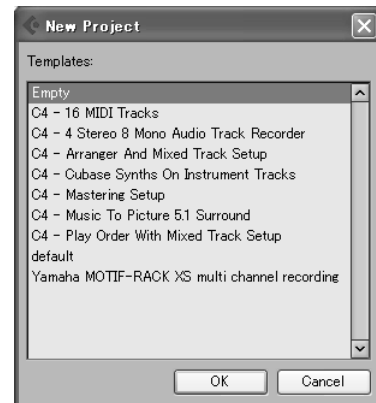 New Project
Templates:
Empty
C4 - 16 MIDI Tracks
C4 - 4 Stereo 8 Mono Audio Track Recorder
C4 - Arranger And Mixed Track Setup
C4 - Cubase Synths On Instrument Tracks
C4 - Mastering Setup
C4 - Music To Picture 5.1 Surround
C4 - Play Order With Mixed Track Setup
default
Yamaha MOTIF-RACK XS multi channel recording
OK Cancel